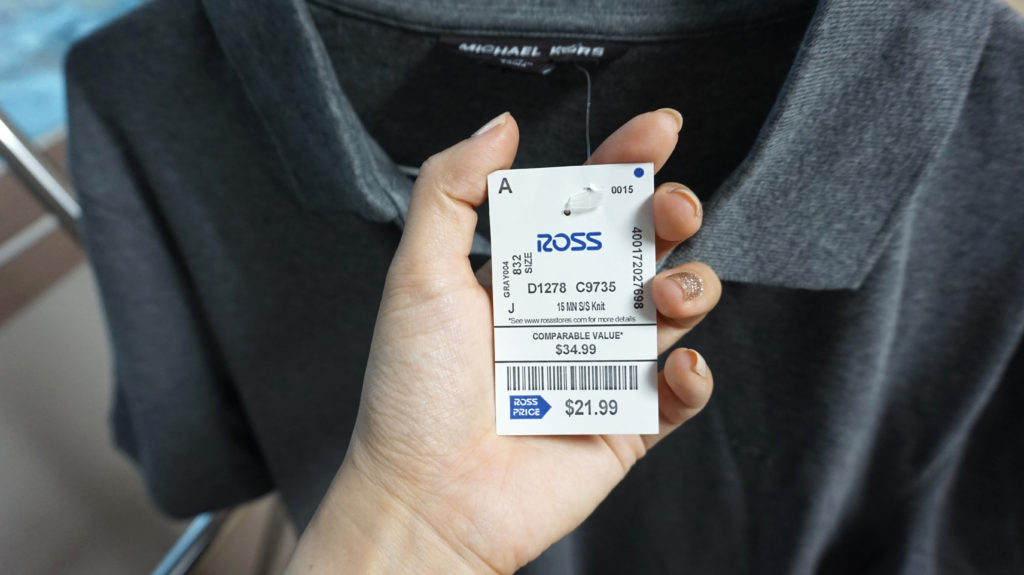 MICHAEL KORS
A
0015
ROSS
400172027698
GRAY004
832
SIZE
D1278 C9735
J
15 MN S/S Knit
*See www.rossstores.com for more details
COMPARABLE VALUE*
$34.99
ROSS
PRICE
$21.99